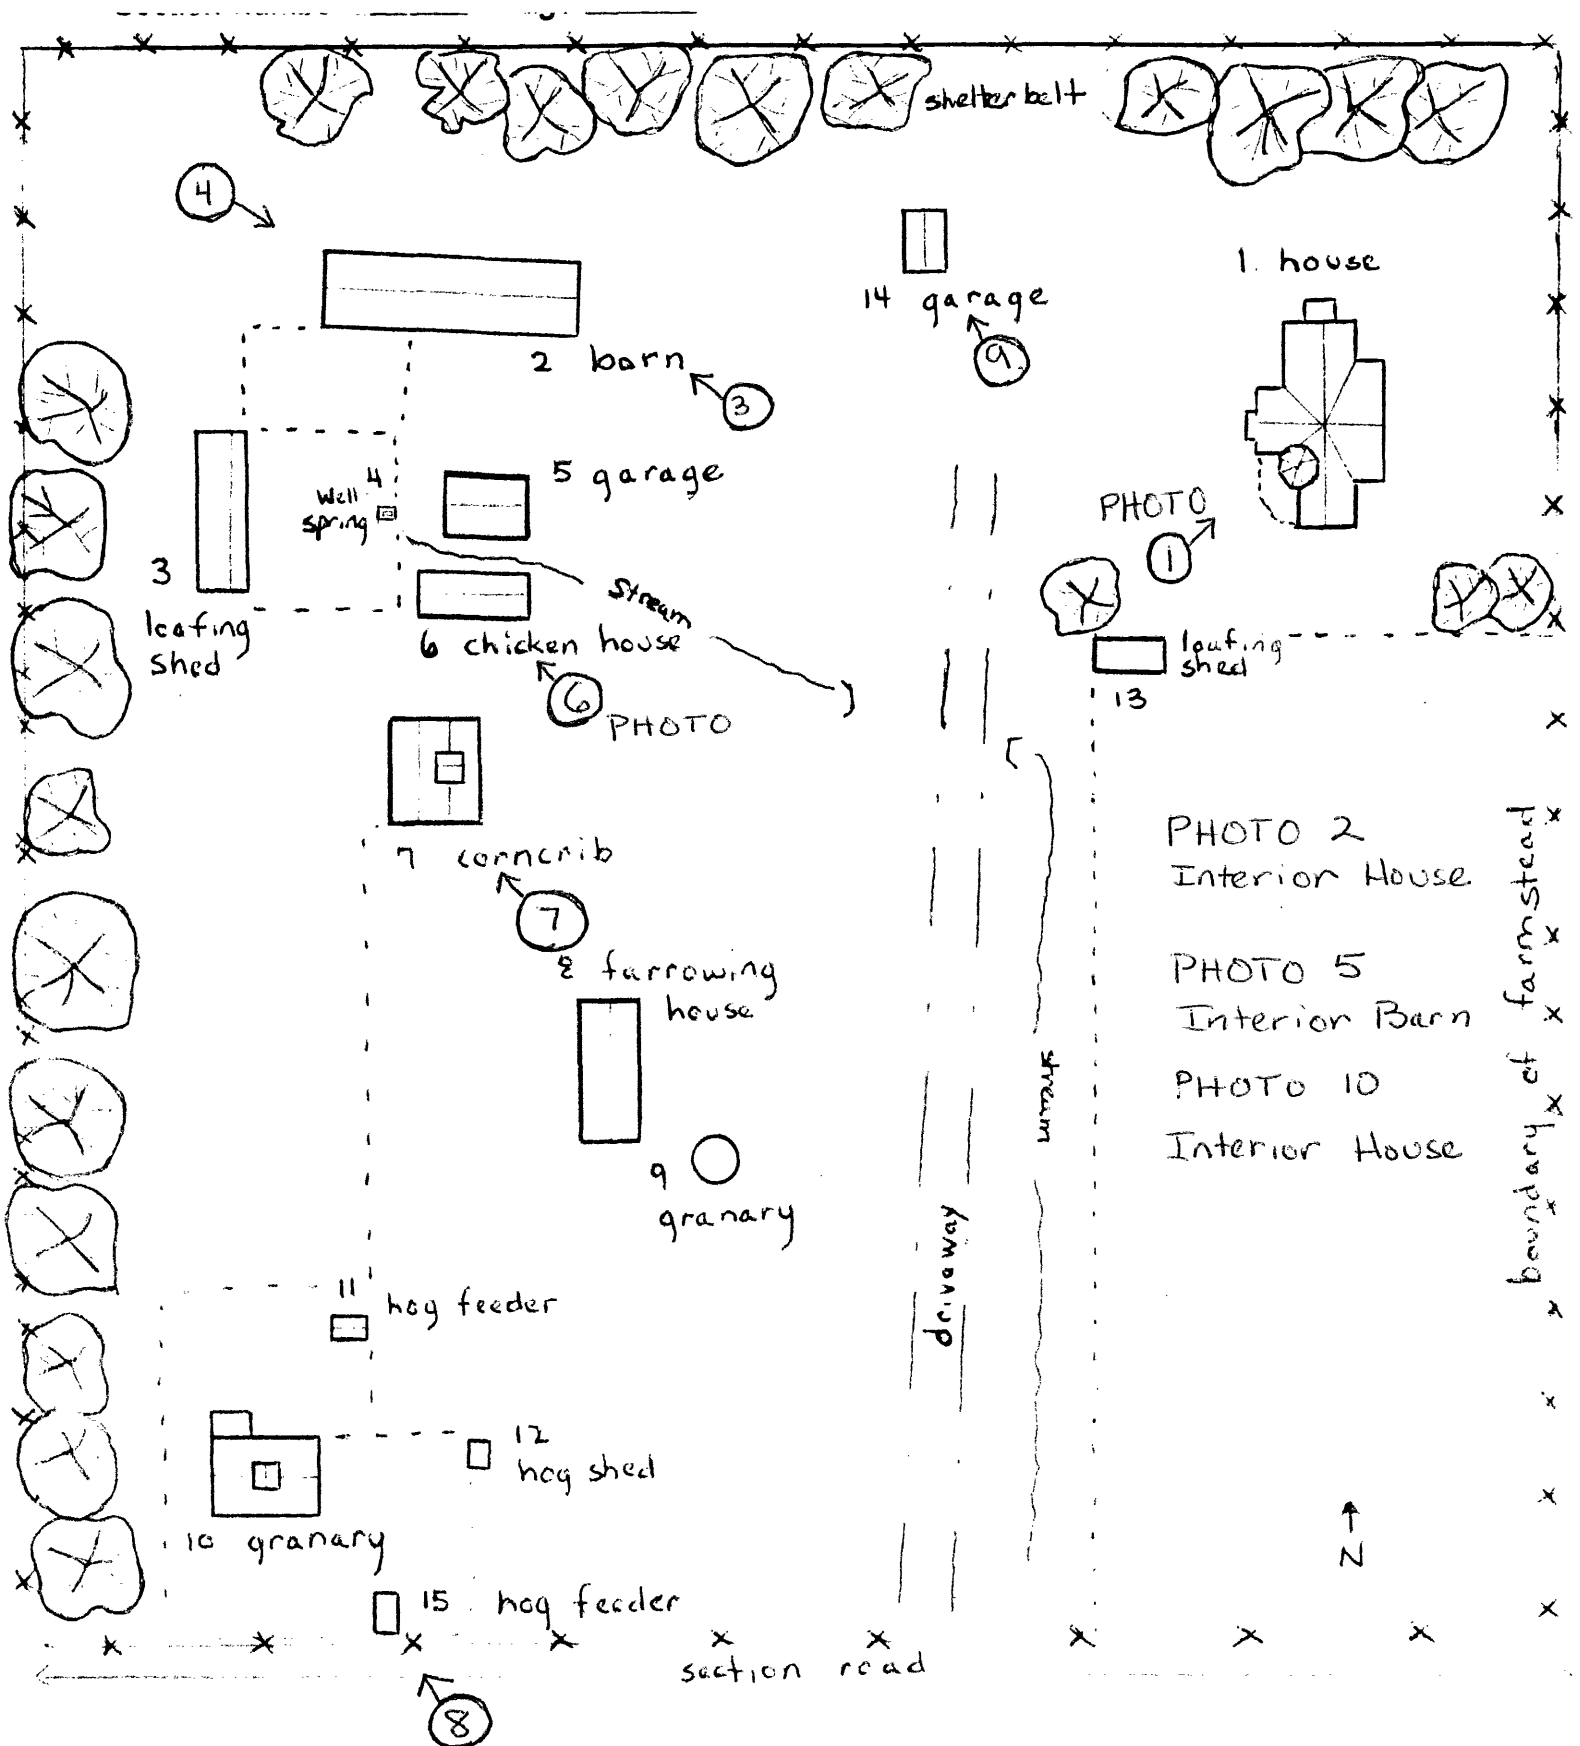 shelter belt
4
1. house
14 garage
9
2 barn
3
5 garage
4
Well
spring
PHOTO
1
3
loafing
shed
stream
6 chicken house
6
PHOTO
loafing
shed
13
7 corncrib
7
PHOTO 2
Interior House
8 farrowing
house
PHOTO 5
Interior Barn
PHOTO 10
Interior House
boundary of farmstead
stream
9
granary
driveway
11
hog feeder
12
hog shed
10 granary
N
15 hog feeder
section road
8